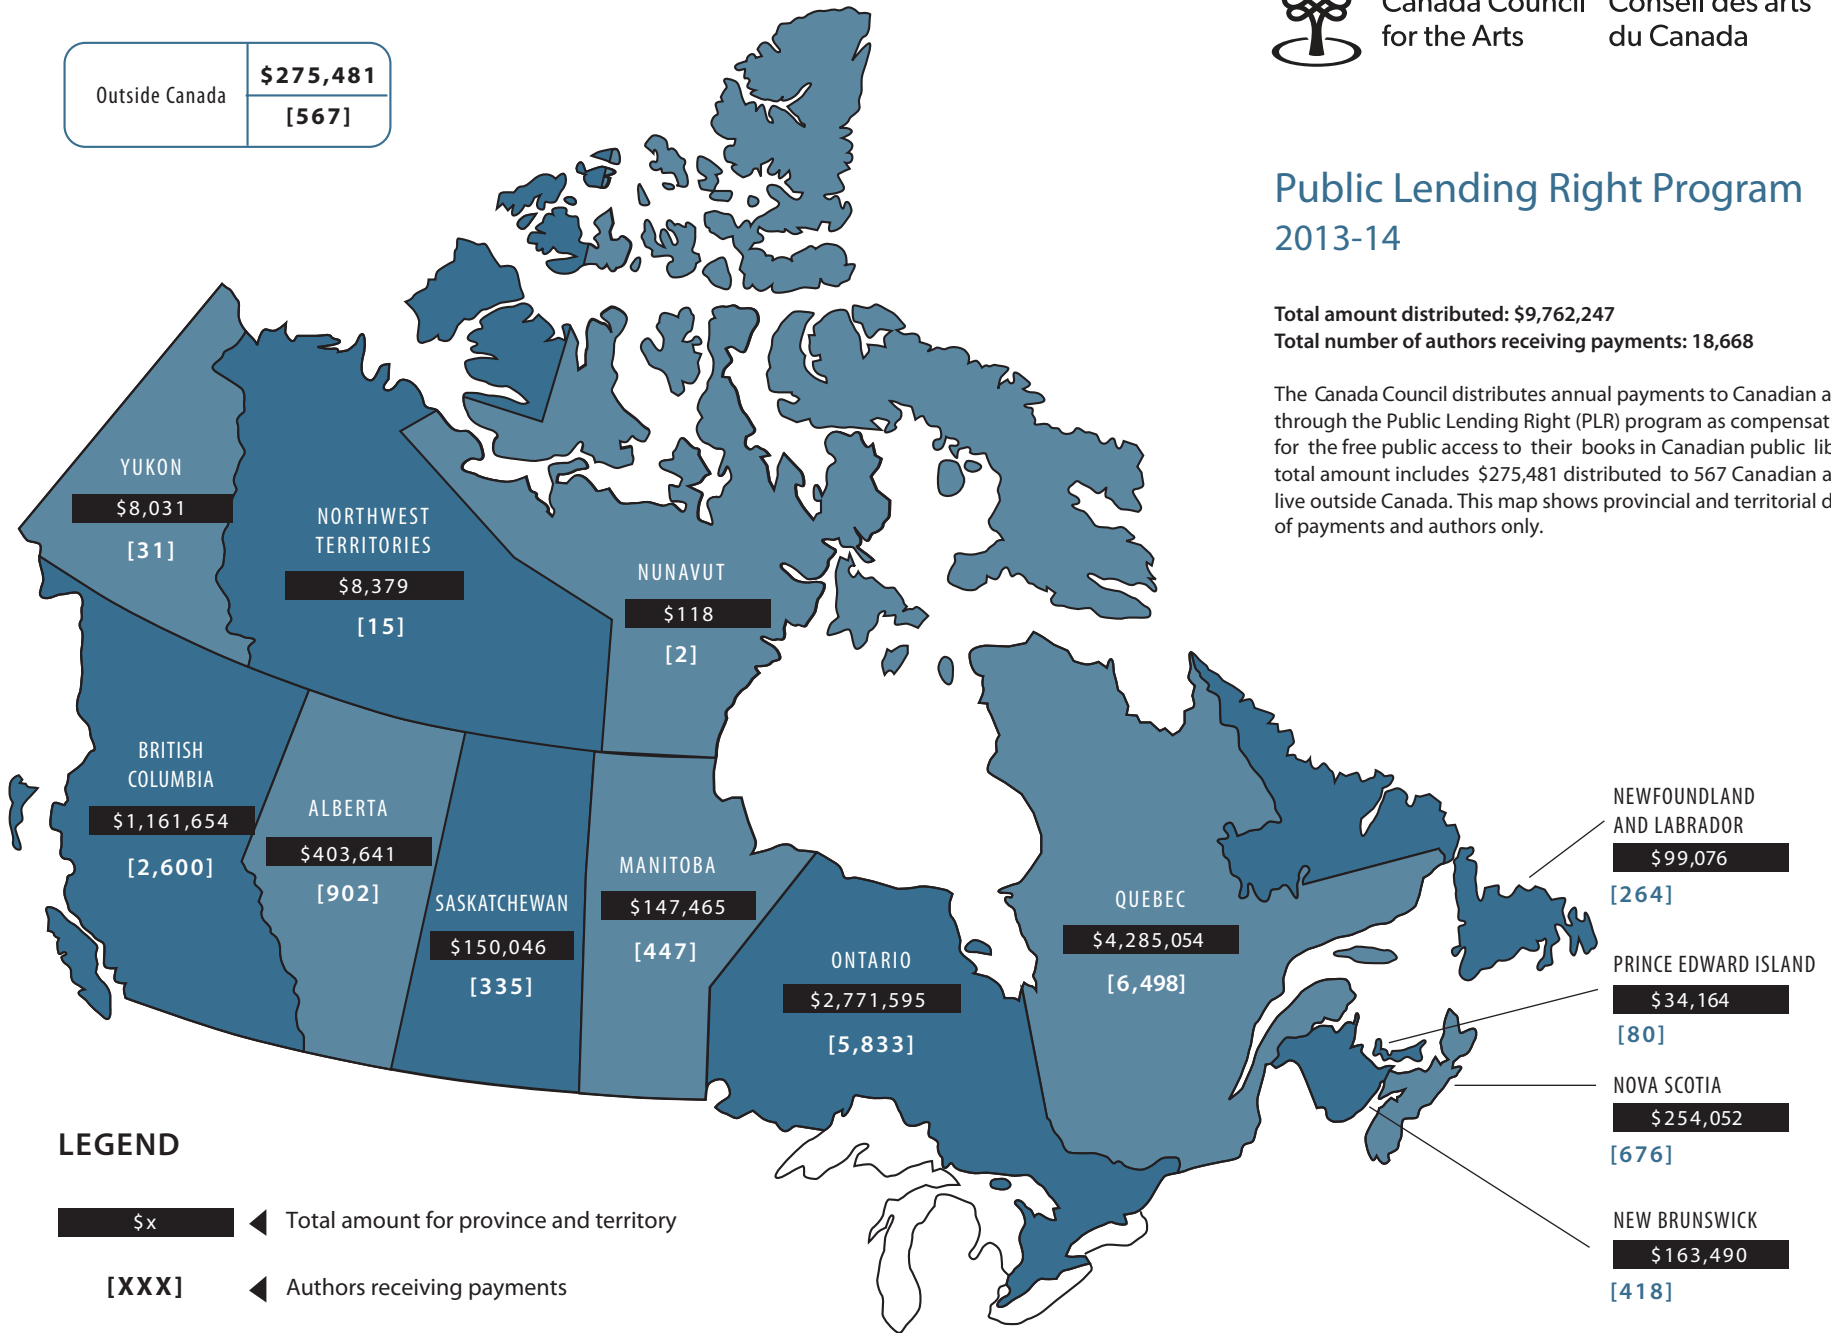 Canada Council Conseil des arts
for the Arts du Canada
Outside Canada
$275,481
[567]
Public Lending Right Program
2013-14
Total amount distributed: $9,762,247
Total number of authors receiving payments: 18,668
The Canada Council distributes annual payments to Canadian a
through the Public Lending Right (PLR) program as compensat
for the free public access to their books in Canadian public lib
total amount includes $275,481 distributed to 567 Canadian a
live outside Canada. This map shows provincial and territorial d
of payments and authors only.
YUKON
$8,031
[31]
NORTHWEST
TERRITORIES
$8,379
[15]
NUNAVUT
$118
[2]
BRITISH
COLUMBIA
$1,161,654
[2,600]
ALBERTA
$403,641
[902]
SASKATCHEWAN
$150,046
[335]
MANITOBA
$147,465
[447]
ONTARIO
$2,771,595
[5,833]
QUEBEC
$4,285,054
[6,498]
NEWFOUNDLAND
AND LABRADOR
$99,076
[264]
PRINCE EDWARD ISLAND
$34,164
[80]
NOVA SCOTIA
$254,052
[676]
NEW BRUNSWICK
$163,490
[418]
LEGEND
$x
Total amount for province and territory
[XXX]
Authors receiving payments